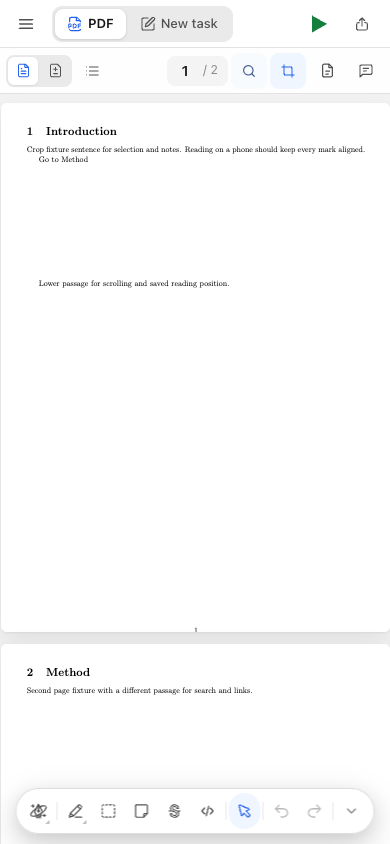 PDF
PDF
New task
1 / 2
1 Introduction
Crop fixture sentence for selection and notes. Reading on a phone should keep every mark aligned.
Go to Method
Lower passage for scrolling and saved reading position.
1
2 Method
Second page fixture with a different passage for search and links.